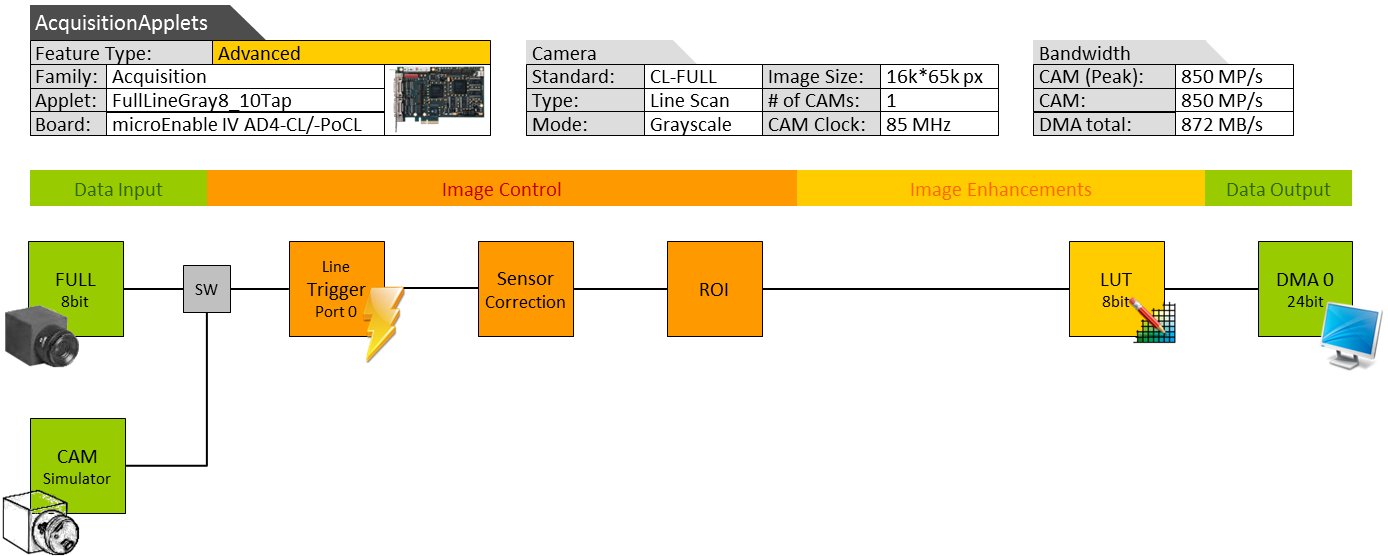 AcquisitionApplets
Feature Type: Advanced
Family: Acquisition
Applet: FullLineGray8_10Tap
Board: microEnable IV AD4-CL/-PoCL
Camera
Standard: CL-FULL Image Size: 16k*65k px
Type: Line Scan # of CAMs: 1
Mode: Grayscale CAM Clock: 85 MHz
Bandwidth
CAM (Peak): 850 MP/s
CAM: 850 MP/s
DMA total: 872 MB/s
Data Input Image Control Image Enhancements Data Output
FULL
8bit
SW
Line
Trigger
Port 0
Sensor
Correction
ROI
LUT
8bit
DMA 0
24bit
CAM
Simulator